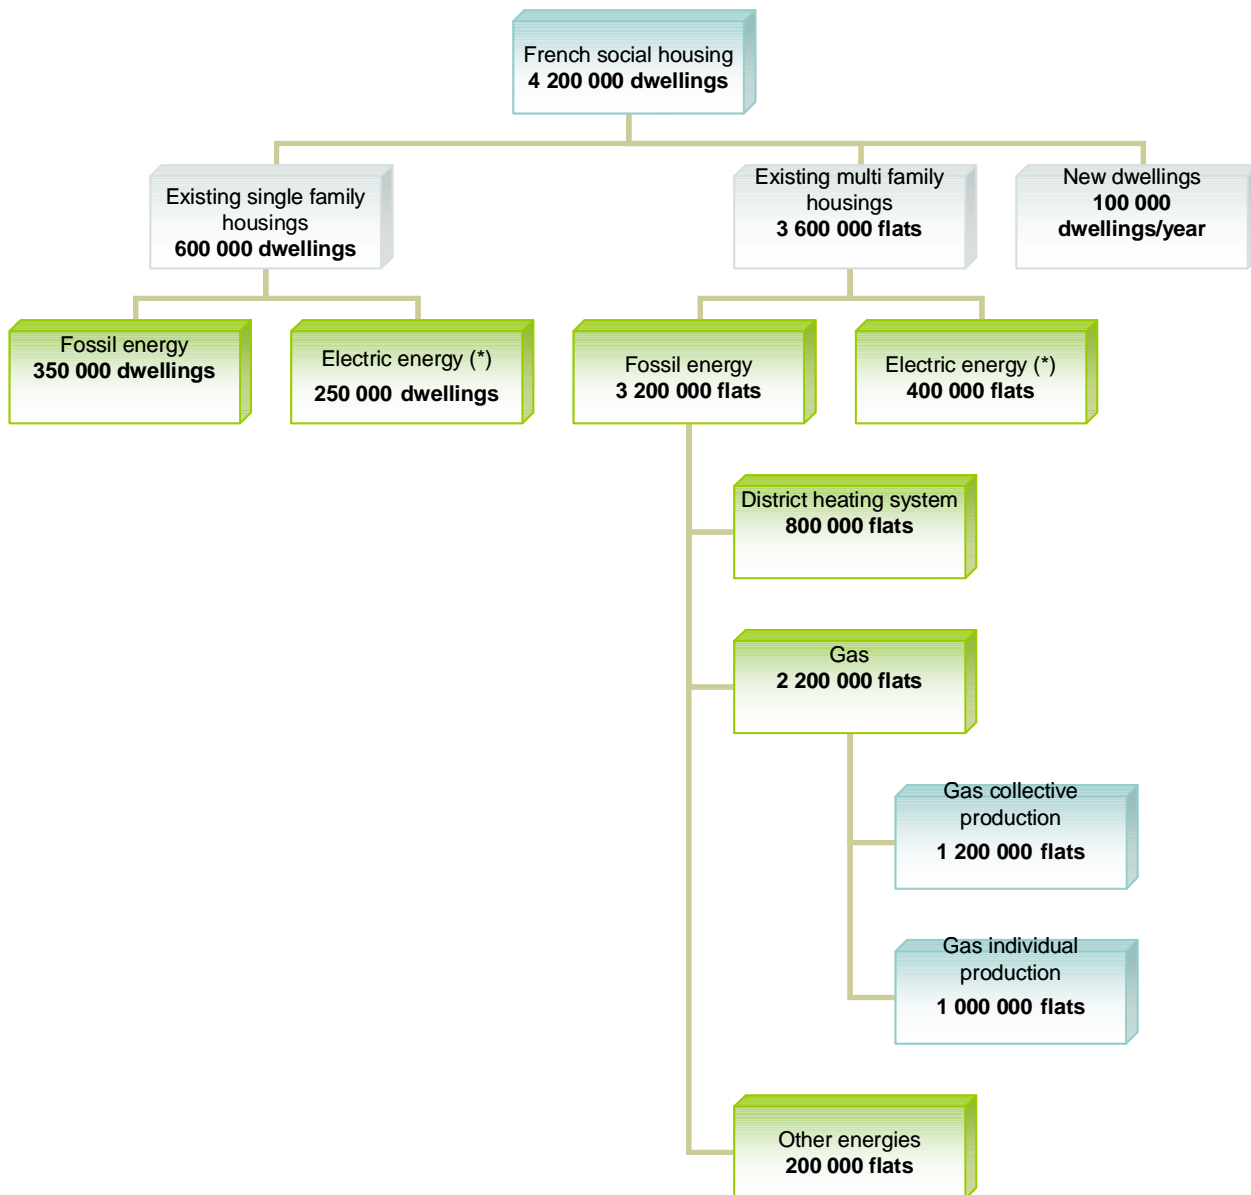 French social housing
4 200 000 dwellings
Existing single family
housings
600 000 dwellings
Existing multi family
housings
3 600 000 flats
New dwellings
100 000
dwellings/year
Fossil energy
350 000 dwellings
Electric energy (*)
250 000 dwellings
Fossil energy
3 200 000 flats
Electric energy (*)
400 000 flats
District heating system
800 000 flats
Gas
2 200 000 flats
Gas collective
production
1 200 000 flats
Gas individual
production
1 000 000 flats
Other energies
200 000 flats